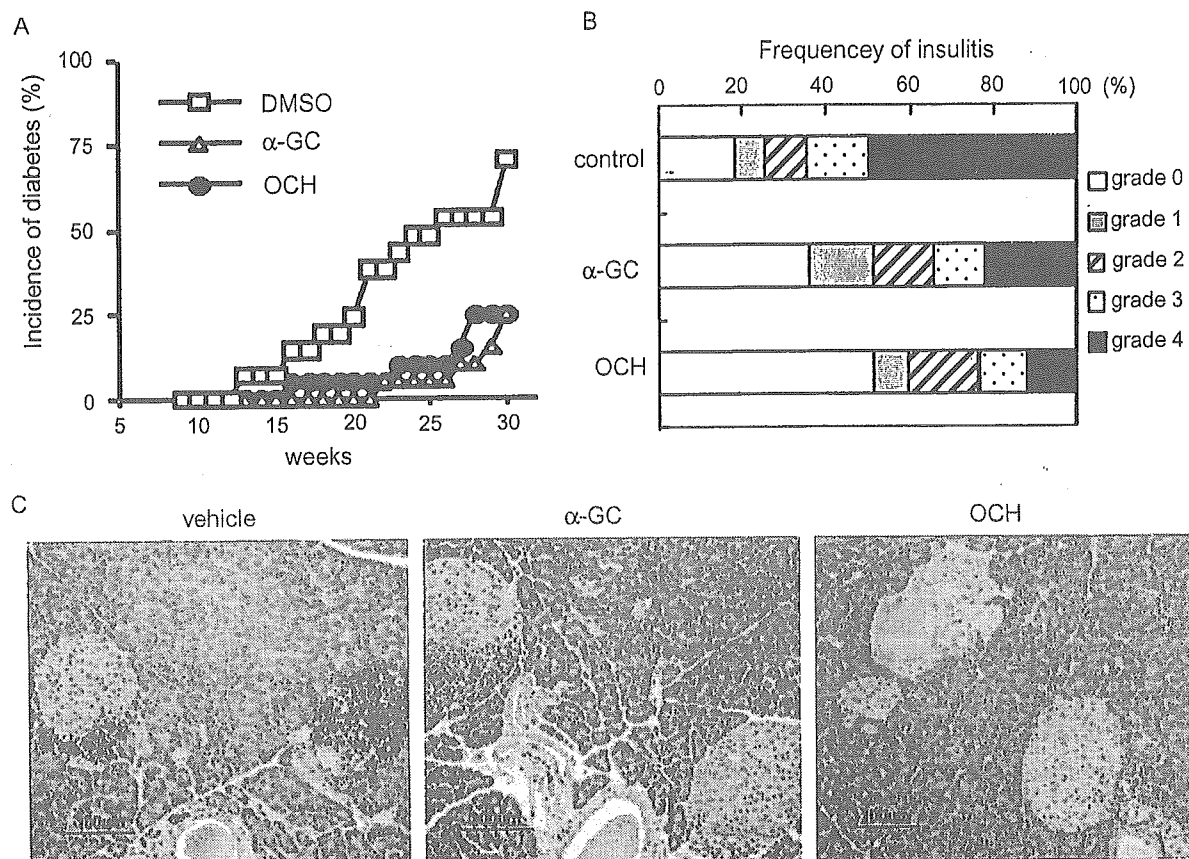 A
Incidence of diabetes (%)
100
75
50
25
0
5 10 15 20 25 30
weeks
DMSO
α-GC
OCH
B
Frequencey of insulitis
0 20 40 60 80 100 (%)
control
α-GC
OCH
grade 0
grade 1
grade 2
grade 3
grade 4
C
vehicle
α-GC
OCH